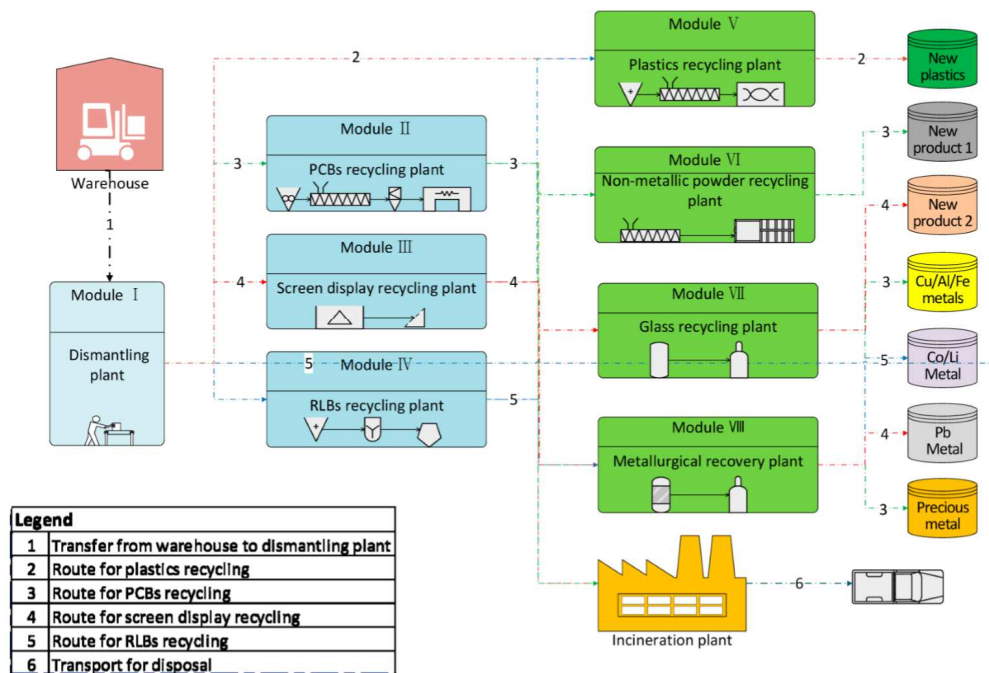 Warehouse
1
Module Ⅰ
Dismantling
plant
2
3
4
5
Module Ⅱ
PCBs recycling plant
3
Module Ⅲ
Screen display recycling plant
4
Module Ⅳ
RLBs recycling plant
5
Module Ⅴ
Plastics recycling plant
2
Module Ⅵ
Non-metallic powder recycling
plant
3
Module Ⅶ
Glass recycling plant
4
Module Ⅷ
Metallurgical recovery plant
3
5
4
3
Incineration plant
6
New
plastics
New
product 1
New
product 2
Cu/Al/Fe
metals
Co/Li
Metal
Pb
Metal
Precious
metal
Legend
1 Transfer from warehouse to dismantling plant
2 Route for plastics recycling
3 Route for PCBs recycling
4 Route for screen display recycling
5 Route for RLBs recycling
6 Transport for disposal